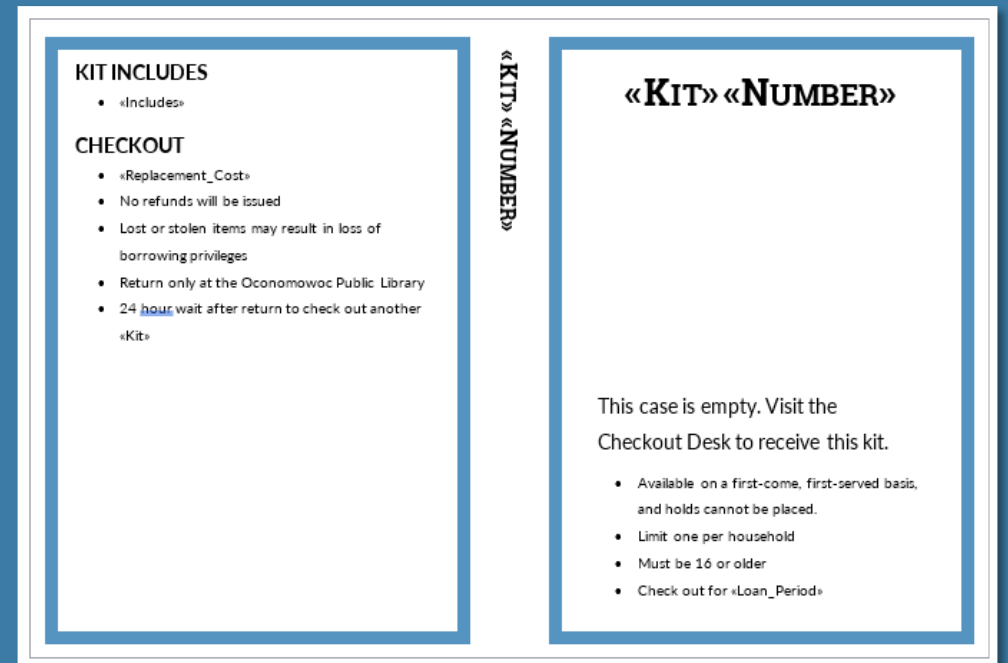 KIT INCLUDES
• «Includes»
CHECKOUT
• «Replacement_Cost»
• No refunds will be issued
• Lost or stolen items may result in loss of
borrowing privileges
• Return only at the Oconomowoc Public Library
• 24 hour wait after return to check out another
«Kit»
«KIT» «NUMBER»
«KIT» «NUMBER»
This case is empty. Visit the
Checkout Desk to receive this kit.
• Available on a first-come, first-served basis,
and holds cannot be placed.
• Limit one per household
• Must be 16 or older
• Check out for «Loan_Period»